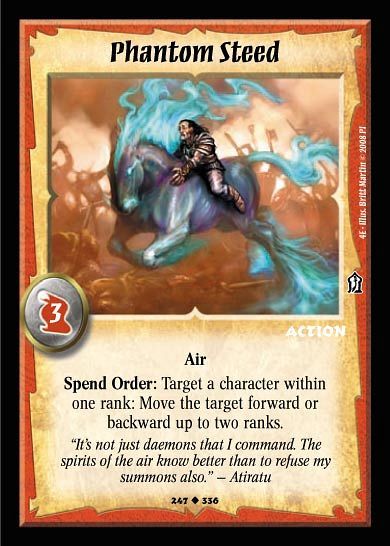 Phantom Steed
4E · Illus. Britt Martin © 2008 PI
3
ACTION
Air
Spend Order: Target a character within
one rank: Move the target forward or
backward up to two ranks.
"It's not just daemons that I command. The
spirits of the air know better than to refuse my
summons also." – Atiratu
247 ◆ 336